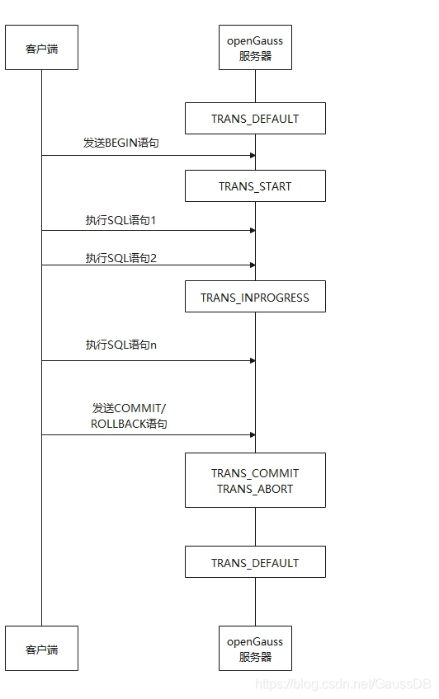 客户端
openGauss
服务器
TRANS_DEFAULT
发送BEGIN语句
TRANS_START
执行SQL语句1
执行SQL语句2
TRANS_INPROGRESS
执行SQL语句n
发送COMMIT/
ROLLBACK语句
TRANS_COMMIT
TRANS_ABORT
TRANS_DEFAULT
客户端
openGauss
服务器
https://blog.csdn.net/GaussDB